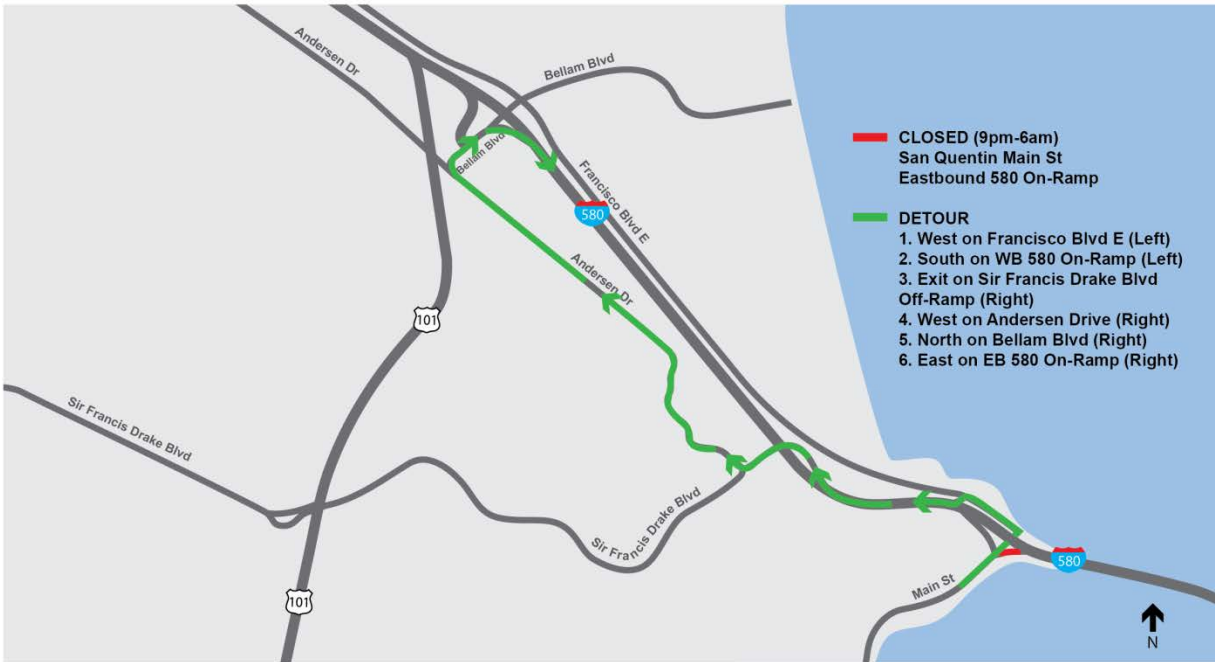 Andersen Dr
Bellam Blvd
Bellam Blvd
Francisco Blvd E
580
Andersen Dr
101
Sir Francis Drake Blvd
Sir Francis Drake Blvd
101
Main St
580
N
CLOSED (9pm-6am)
San Quentin Main St
Eastbound 580 On-Ramp
DETOUR
1. West on Francisco Blvd E (Left)
2. South on WB 580 On-Ramp (Left)
3. Exit on Sir Francis Drake Blvd
Off-Ramp (Right)
4. West on Andersen Drive (Right)
5. North on Bellam Blvd (Right)
6. East on EB 580 On-Ramp (Right)